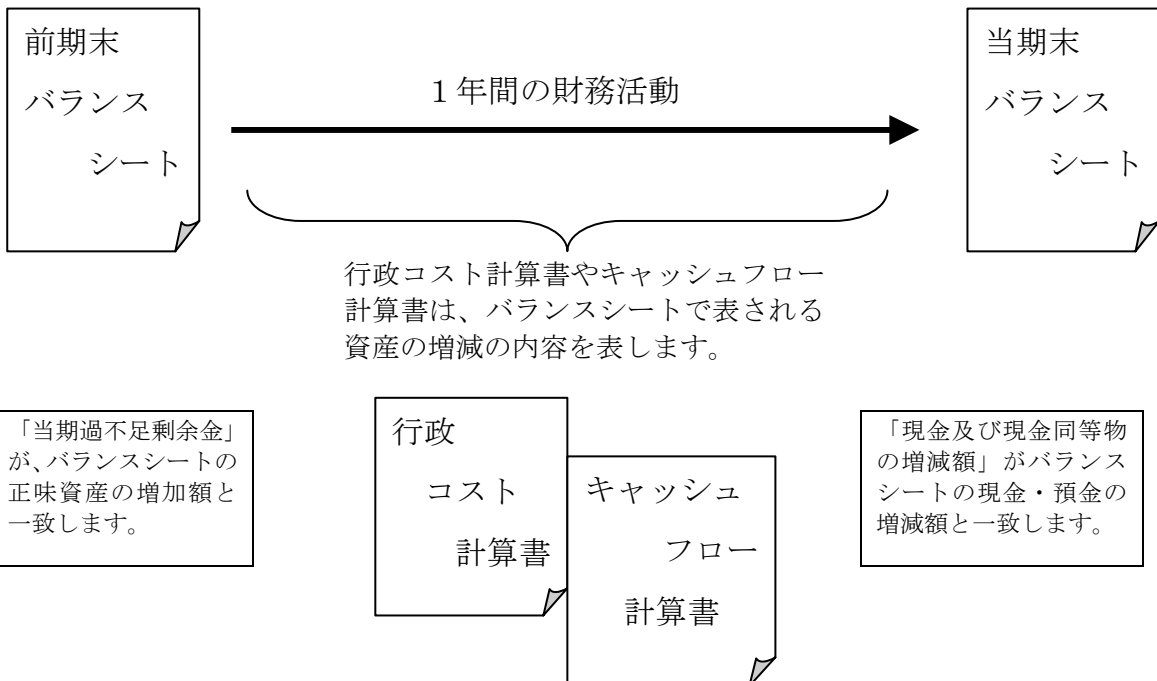 前期末
バランス
シート
1年間の財務活動
当期末
バランス
シート
行政コスト計算書やキャッシュフロー
計算書は、バランスシートで表される
資産の増減の内容を表します。
「当期過不足剰余金」
が、バランスシートの
正味資産の増加額と
一致します。
行政
コスト
計算書
キャッシュ
フロー
計算書
「現金及び現金同等物
の増減額」がバランス
シートの現金・預金の
増減額と一致します。